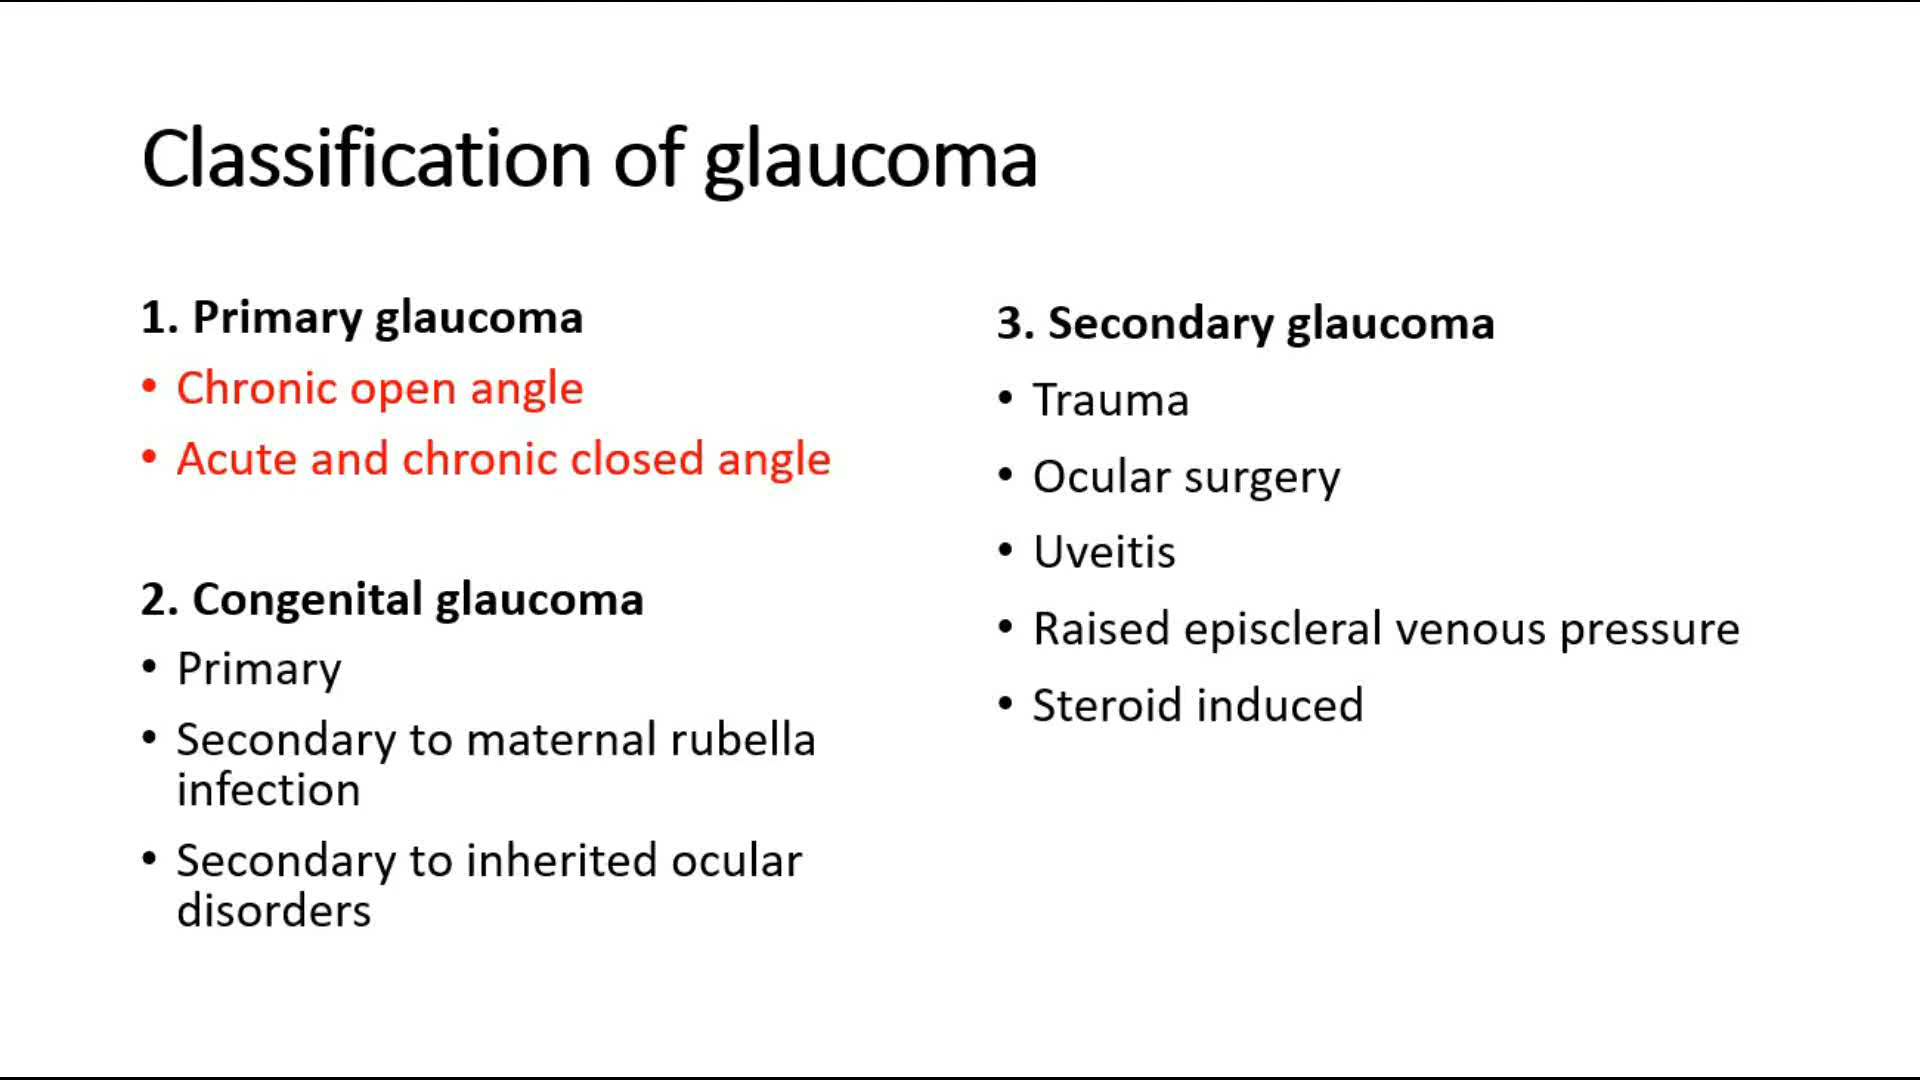 Classification of glaucoma
1. Primary glaucoma
• Chronic open angle
• Acute and chronic closed angle
2. Congenital glaucoma
• Primary
• Secondary to maternal rubella
infection
• Secondary to inherited ocular
disorders
3. Secondary glaucoma
• Trauma
• Ocular surgery
• Uveitis
• Raised episcleral venous pressure
• Steroid induced